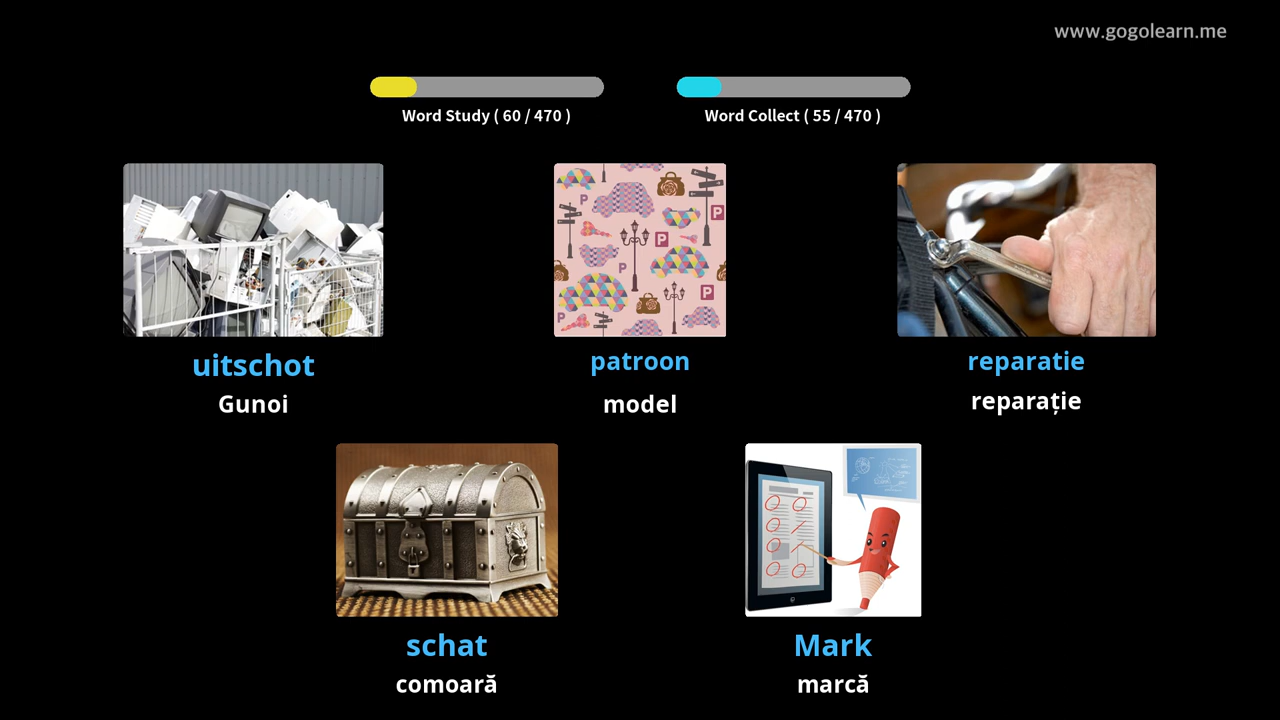 www.gogolearn.me
Word Study ( 60 / 470 )
Word Collect ( 55 / 470 )
uitschot
Gunoi
patroon
model
reparatie
reparație
schat
comoară
Mark
marcă